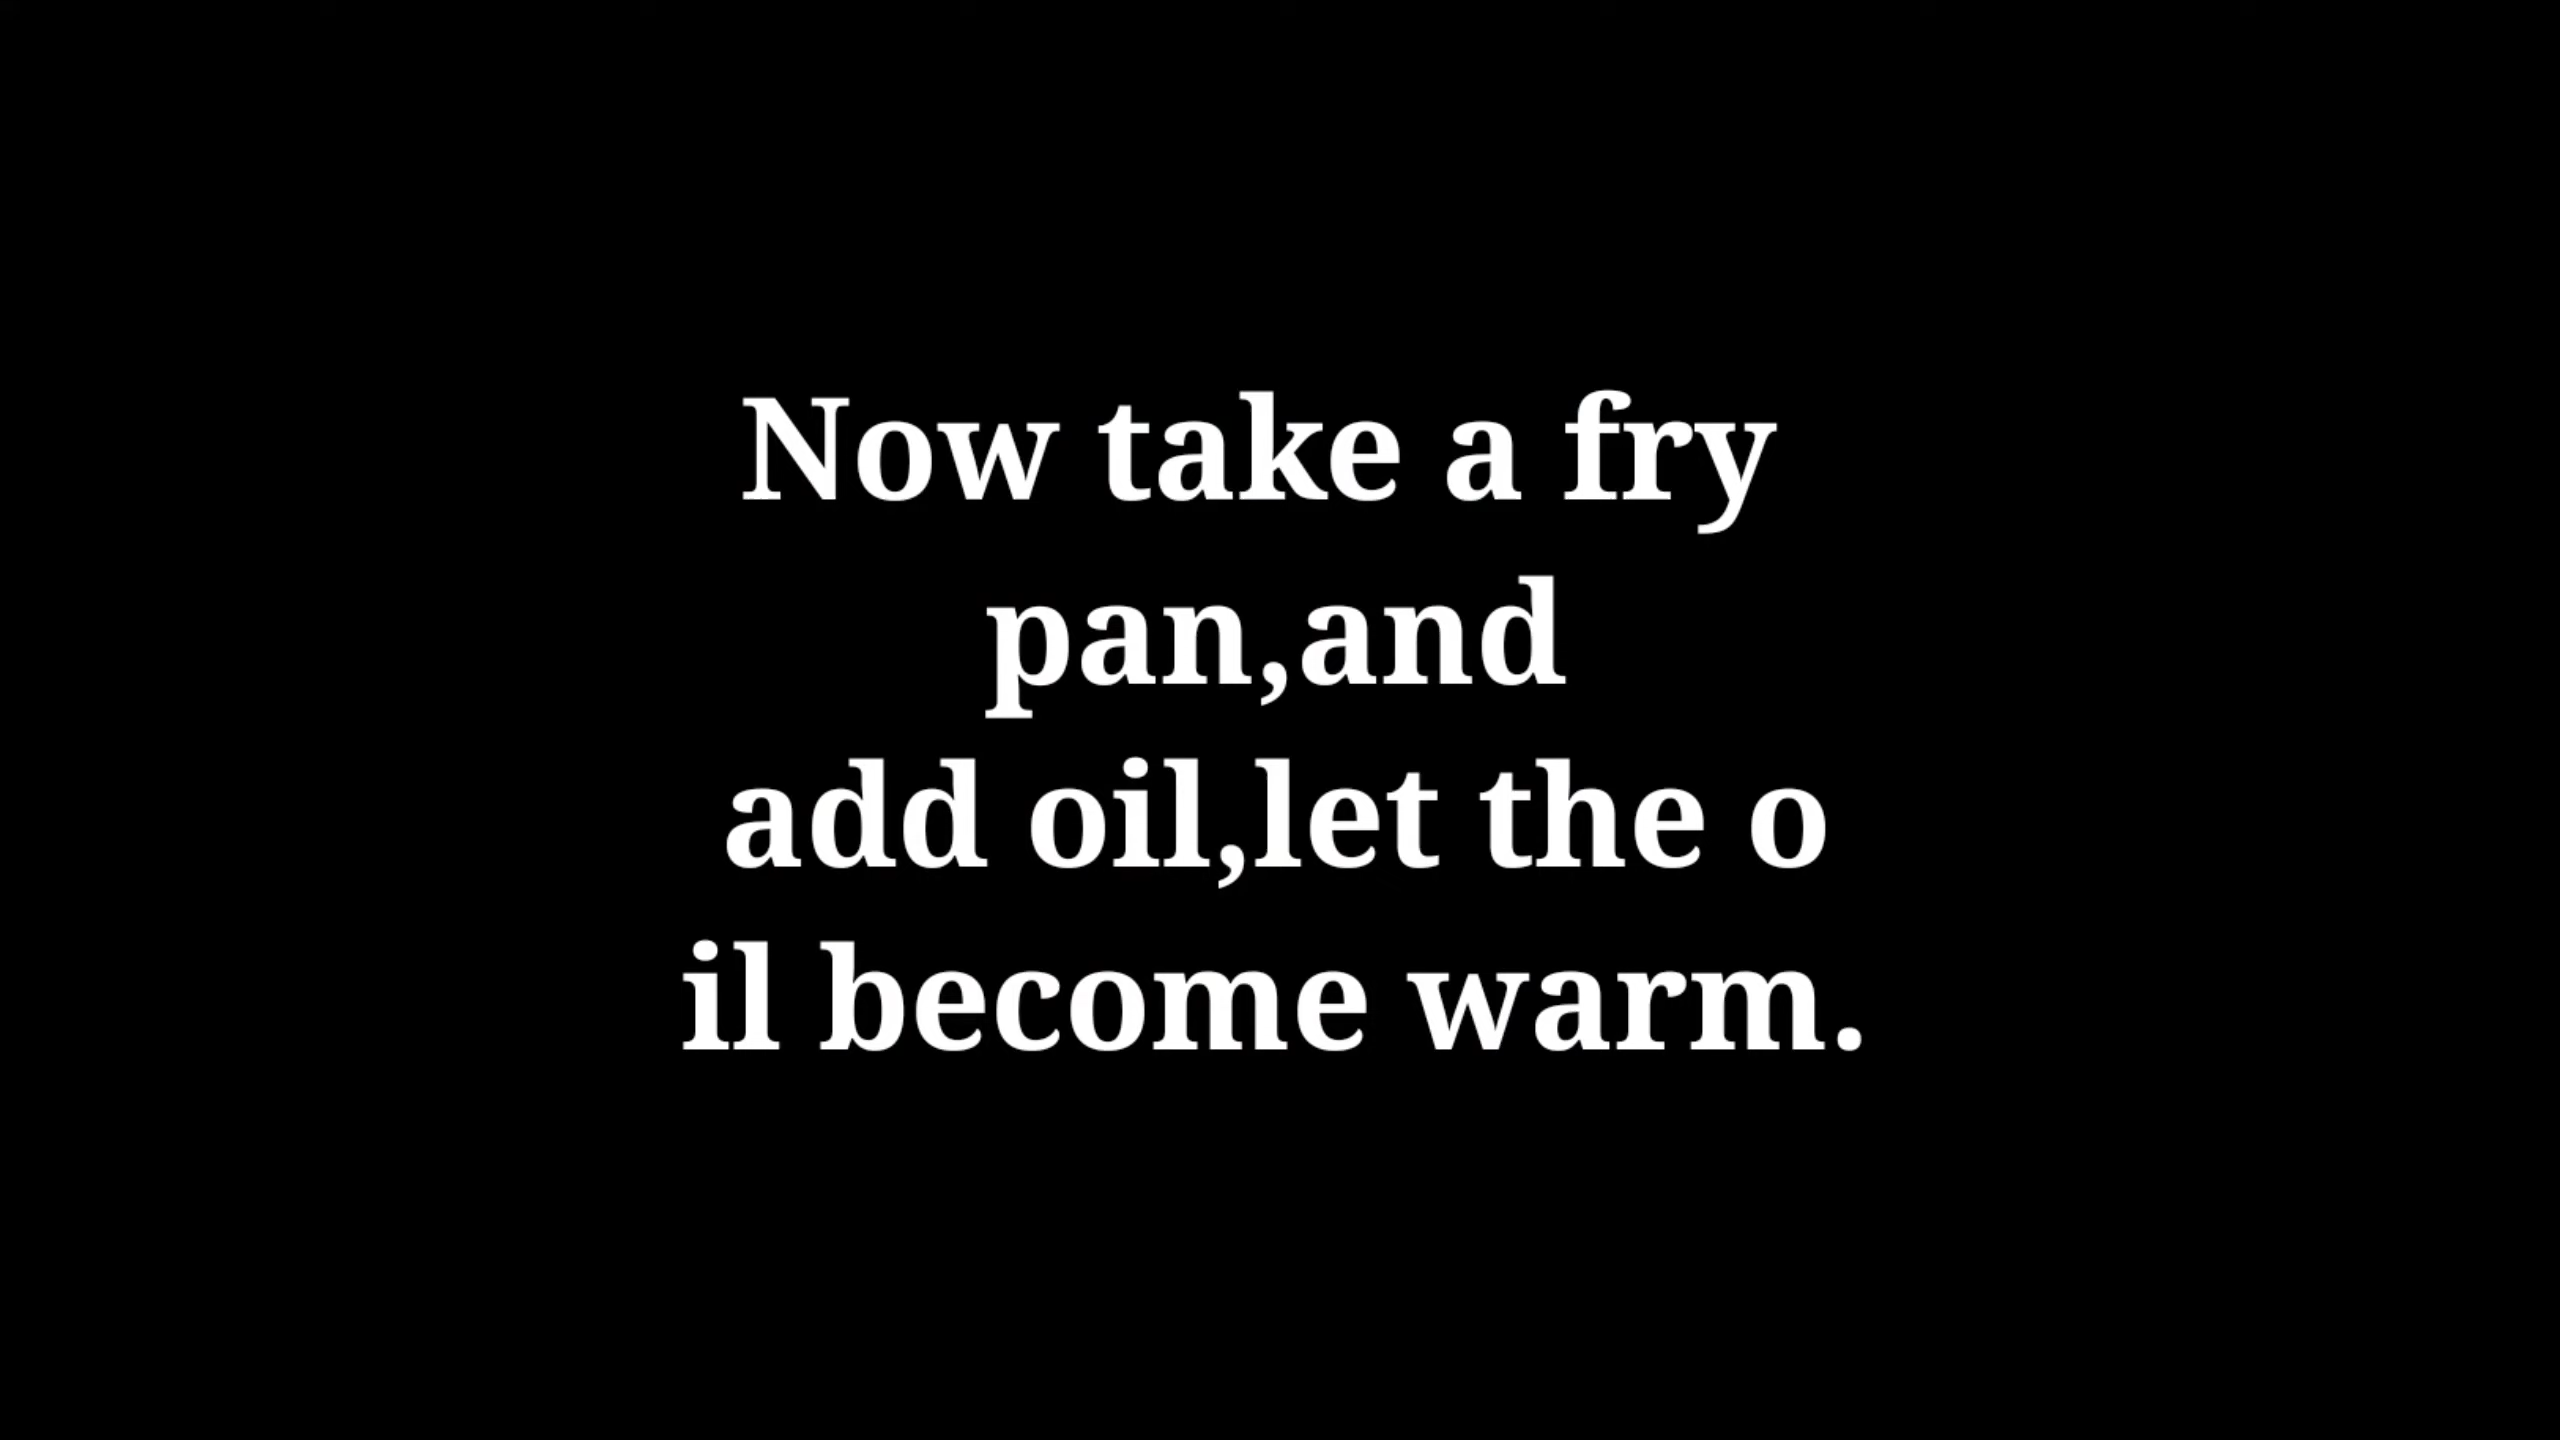 Now take a fry
pan,and
add oil,let the o
il become warm.